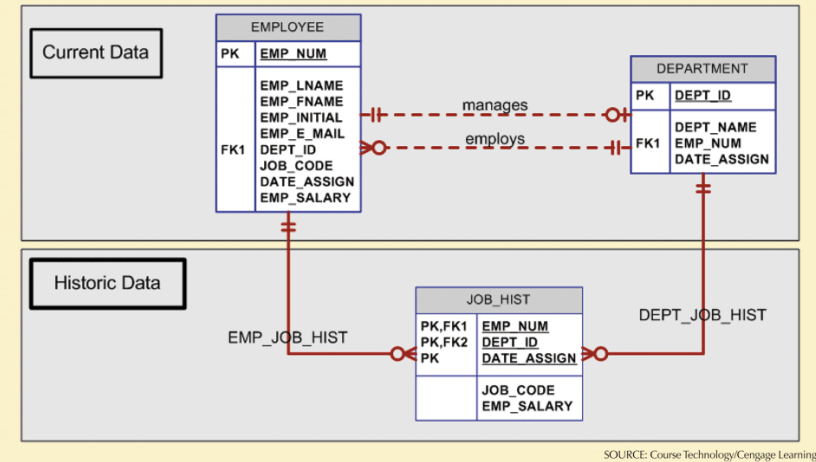 Current Data
EMPLOYEE
PK EMP_NUM
EMP_LNAME
EMP_FNAME
EMP_INITIAL
EMP_E_MAIL
FK1 DEPT_ID
JOB_CODE
DATE_ASSIGN
EMP_SALARY
manages
employs
DEPARTMENT
PK DEPT_ID
DEPT_NAME
FK1 EMP_NUM
DATE_ASSIGN
Historic Data
EMP_JOB_HIST
JOB_HIST
PK,FK1 EMP_NUM
PK,FK2 DEPT_ID
PK DATE_ASSIGN
JOB_CODE
EMP_SALARY
DEPT_JOB_HIST
SOURCE: Course Technology/Cengage Learning